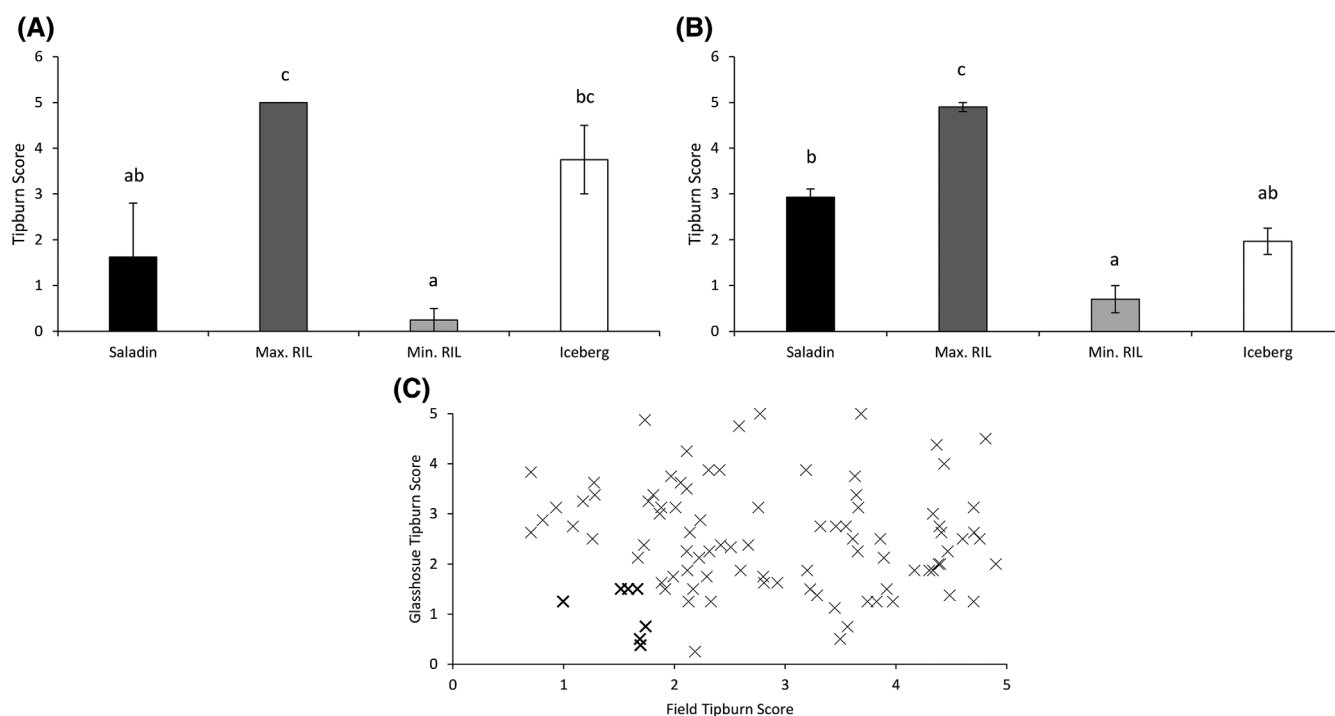 (A)
6
5
4
3
2
1
0
Tipburn Score
ab
c
a
bc
Saladin Max. RIL Min. RIL Iceberg
(B)
6
5
4
3
2
1
0
Tipburn Score
b
c
a
ab
Saladin Max. RIL Min. RIL Iceberg
(C)
5
4
3
2
1
0
Glasshosue Tipburn Score
0 1 2 3 4 5
Field Tipburn Score